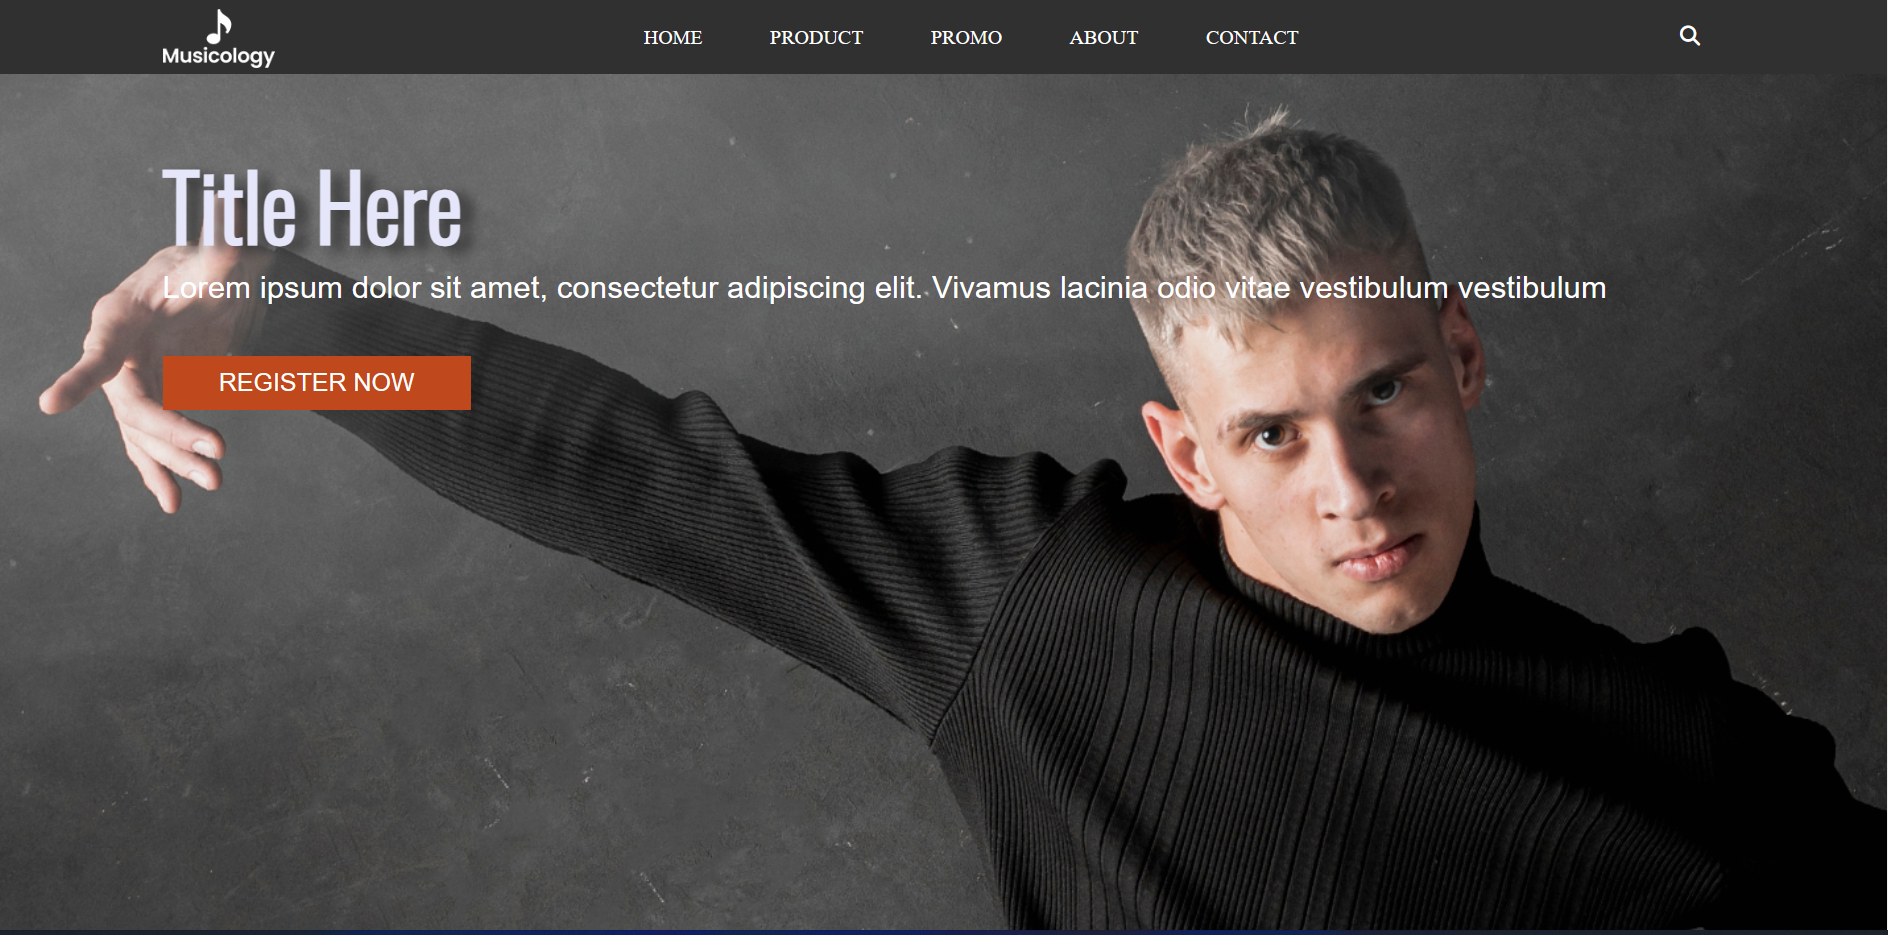 Musicology
HOME PRODUCT PROMO ABOUT CONTACT
Title Here
Lorem ipsum dolor sit amet, consectetur adipiscing elit. Vivamus lacinia odio vitae vestibulum vestibulum
REGISTER NOW